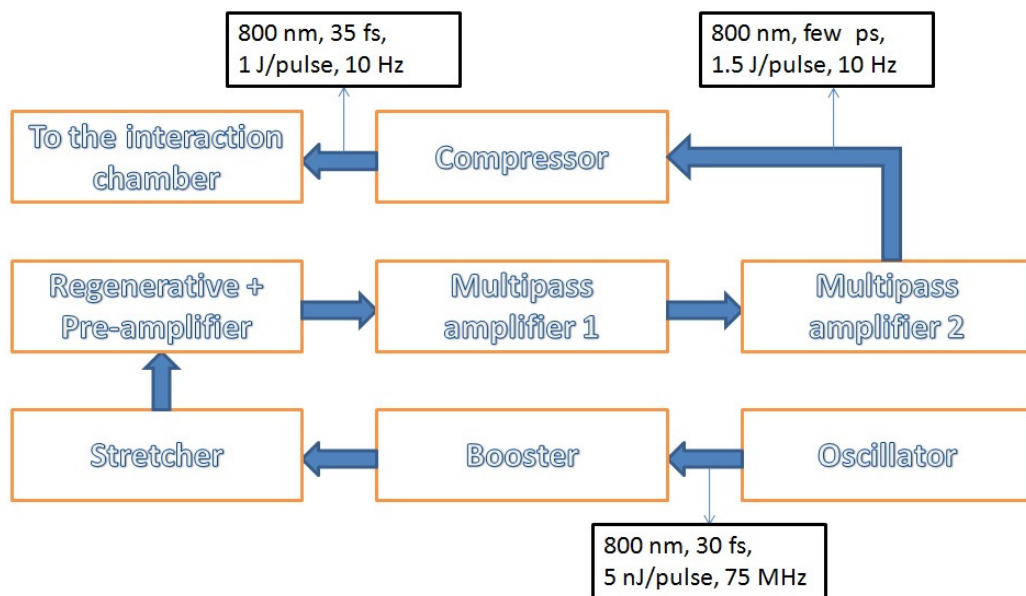 800 nm, 35 fs,
1 J/pulse, 10 Hz
800 nm, few ps,
1.5 J/pulse, 10 Hz
To the interaction
chamber
Compressor
Regenerative +
Pre-amplifier
Multipass
amplifier 1
Multipass
amplifier 2
Stretcher
Booster
Oscillator
800 nm, 30 fs,
5 nJ/pulse, 75 MHz